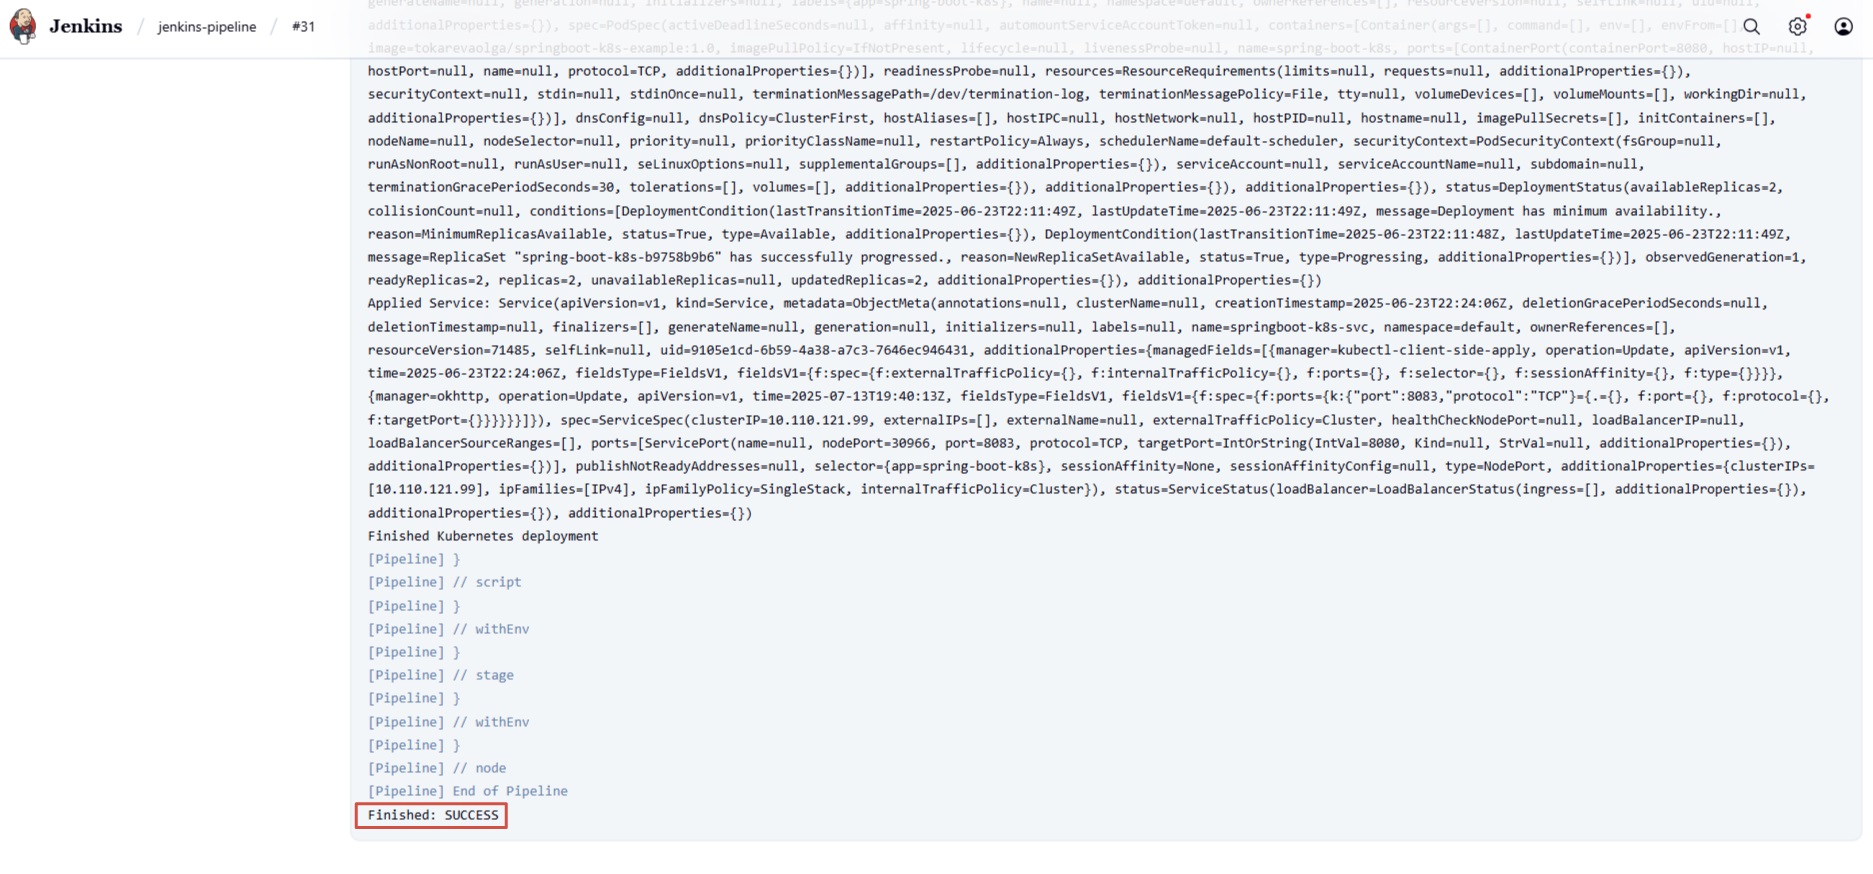 Jenkins / jenkins-pipeline / #31
generateName=null, generation=null, initializers=null, labels={app=spring-boot-k8s}, name=null, namespace=default, ownerReferences=[], resourceVersion=null, selfLink=null, uid=null,
additionalProperties={}), spec=PodSpec(activeDeadlineSeconds=null, affinity=null, automountServiceAccountToken=null, containers=[Container(args=[], command=[], env=[], envFrom=[],
image=tokarevaolga/springboot-k8s-example:1.0, imagePullPolicy=IfNotPresent, lifecycle=null, livenessProbe=null, name=spring-boot-k8s, ports=[ContainerPort(containerPort=8080, hostIP=null,
hostPort=null, name=null, protocol=TCP, additionalProperties={})], readinessProbe=null, resources=ResourceRequirements(limits=null, requests=null, additionalProperties={}),
securityContext=null, stdin=null, stdinOnce=null, terminationMessagePath=/dev/termination-log, terminationMessagePolicy=File, tty=null, volumeDevices=[], volumeMounts=[], workingDir=null,
additionalProperties={})], dnsConfig=null, dnsPolicy=ClusterFirst, hostAliases=[], hostIPC=null, hostNetwork=null, hostPID=null, hostname=null, imagePullSecrets=[], initContainers=[],
nodeName=null, nodeSelector=null, priority=null, priorityClassName=null, restartPolicy=Always, schedulerName=default-scheduler, securityContext=PodSecurityContext(fsGroup=null,
runAsNonRoot=null, runAsUser=null, seLinuxOptions=null, supplementalGroups=[], additionalProperties={}), serviceAccount=null, serviceAccountName=null, subdomain=null,
terminationGracePeriodSeconds=30, tolerations=[], volumes=[], additionalProperties={}), additionalProperties={}), additionalProperties={}), status=DeploymentStatus(availableReplicas=2,
collisionCount=null, conditions=[DeploymentCondition(lastTransitionTime=2025-06-23T22:11:49Z, lastUpdateTime=2025-06-23T22:11:49Z, message=Deployment has minimum availability.,
reason=MinimumReplicasAvailable, status=True, type=Available, additionalProperties={}), DeploymentCondition(lastTransitionTime=2025-06-23T22:11:48Z, lastUpdateTime=2025-06-23T22:11:49Z,
message=ReplicaSet "spring-boot-k8s-b9758b9b6" has successfully progressed., reason=NewReplicaSetAvailable, status=True, type=Progressing, additionalProperties={})], observedGeneration=1,
readyReplicas=2, replicas=2, unavailableReplicas=null, updatedReplicas=2, additionalProperties={}), additionalProperties={})
Applied Service: Service(apiVersion=v1, kind=Service, metadata=ObjectMeta(annotations=null, clusterName=null, creationTimestamp=2025-06-23T22:24:06Z, deletionGracePeriodSeconds=null,
deletionTimestamp=null, finalizers=[], generateName=null, generation=null, initializers=null, labels=null, name=springboot-k8s-svc, namespace=default, ownerReferences=[],
resourceVersion=71485, selfLink=null, uid=9105e1cd-6b59-4a38-a7c3-7646ec946431, additionalProperties={managedFields=[{manager=kubectl-client-side-apply, operation=Update, apiVersion=v1,
time=2025-06-23T22:24:06Z, fieldsType=FieldsV1, fieldsV1={f:spec={f:externalTrafficPolicy={}, f:internalTrafficPolicy={}, f:ports={}, f:selector={}, f:sessionAffinity={}, f:type={}}}},
{manager=okhttp, operation=Update, apiVersion=v1, time=2025-07-13T19:40:13Z, fieldsType=FieldsV1, fieldsV1={f:spec={f:ports={k:{"port":8083,"protocol":"TCP"}={.={}, f:port={}, f:protocol={},
f:targetPort={}}}}}}]}), spec=ServiceSpec(clusterIP=10.110.121.99, externalIPs=[], externalName=null, externalTrafficPolicy=Cluster, healthCheckNodePort=null, loadBalancerIP=null,
loadBalancerSourceRanges=[], ports=[ServicePort(name=null, nodePort=30966, port=8083, protocol=TCP, targetPort=IntOrString(IntVal=8080, Kind=null, StrVal=null, additionalProperties={}),
additionalProperties={})], publishNotReadyAddresses=null, selector={app=spring-boot-k8s}, sessionAffinity=None, sessionAffinityConfig=null, type=NodePort, additionalProperties={clusterIPs=
[10.110.121.99], ipFamilies=[IPv4], ipFamilyPolicy=SingleStack, internalTrafficPolicy=Cluster}), status=ServiceStatus(loadBalancer=LoadBalancerStatus(ingress=[], additionalProperties={}),
additionalProperties={}), additionalProperties={})
Finished Kubernetes deployment
[Pipeline] }
[Pipeline] // script
[Pipeline] }
[Pipeline] // withEnv
[Pipeline] }
[Pipeline] // stage
[Pipeline] }
[Pipeline] // withEnv
[Pipeline] }
[Pipeline] // node
[Pipeline] End of Pipeline
Finished: SUCCESS